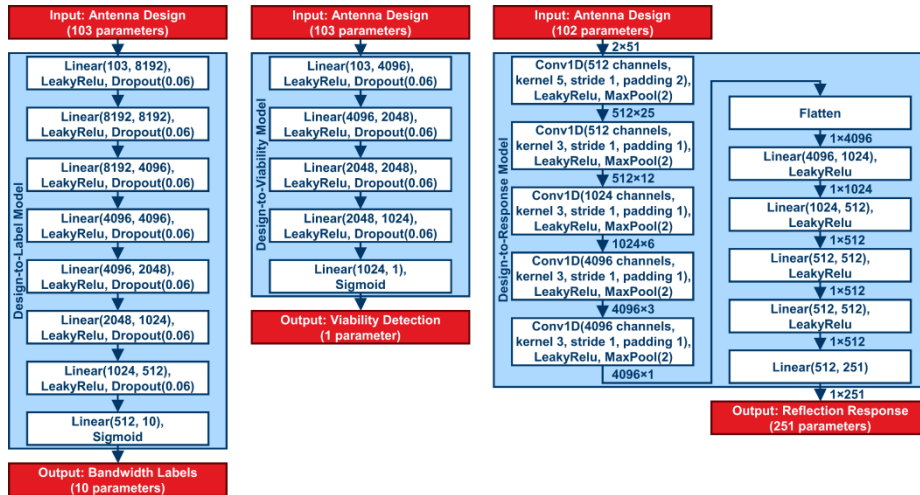 Input: Antenna Design
(103 parameters)
Design-to-Label Model
Linear(103, 8192),
LeakyRelu, Dropout(0.06)
Linear(8192, 8192),
LeakyRelu, Dropout(0.06)
Linear(8192, 4096),
LeakyRelu, Dropout(0.06)
Linear(4096, 4096),
LeakyRelu, Dropout(0.06)
Linear(4096, 2048),
LeakyRelu, Dropout(0.06)
Linear(2048, 1024),
LeakyRelu, Dropout(0.06)
Linear(1024, 512),
LeakyRelu, Dropout(0.06)
Linear(512, 10),
Sigmoid
Output: Bandwidth Labels
(10 parameters)
Input: Antenna Design
(103 parameters)
Design-to-Viability Model
Linear(103, 4096),
LeakyRelu, Dropout(0.06)
Linear(4096, 2048),
LeakyRelu, Dropout(0.06)
Linear(2048, 2048),
LeakyRelu, Dropout(0.06)
Linear(2048, 1024),
LeakyRelu, Dropout(0.06)
Linear(1024, 1),
Sigmoid
Output: Viability Detection
(1 parameter)
Input: Antenna Design
(102 parameters)
2×51
Design-to-Response Model
Conv1D(512 channels,
kernel 5, stride 1, padding 2),
LeakyRelu, MaxPool(2)
512×25
Conv1D(512 channels,
kernel 3, stride 1, padding 1),
LeakyRelu, MaxPool(2)
512×12
Conv1D(1024 channels,
kernel 3, stride 1, padding 1),
LeakyRelu, MaxPool(2)
1024×6
Conv1D(4096 channels,
kernel 3, stride 1, padding 1),
LeakyRelu, MaxPool(2)
4096×3
Conv1D(4096 channels,
kernel 3, stride 1, padding 1),
LeakyRelu, MaxPool(2)
4096×1
Flatten
1×4096
Linear(4096, 1024),
LeakyRelu
1×1024
Linear(1024, 512),
LeakyRelu
1×512
Linear(512, 512),
LeakyRelu
1×512
Linear(512, 512),
LeakyRelu
1×512
Linear(512, 251)
1×251
Output: Reflection Response
(251 parameters)